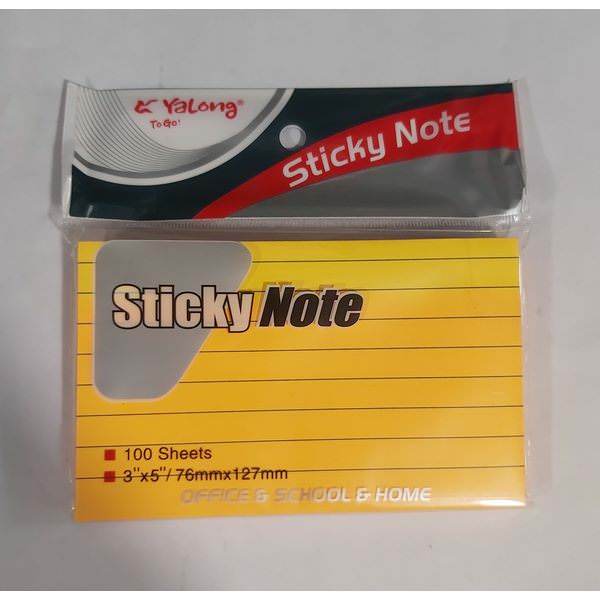 YaLong®
To Go!
Sticky Note
Sticky Note
100 Sheets
3"x5"/76mmx127mm
OFFICE & SCHOOL & HOME